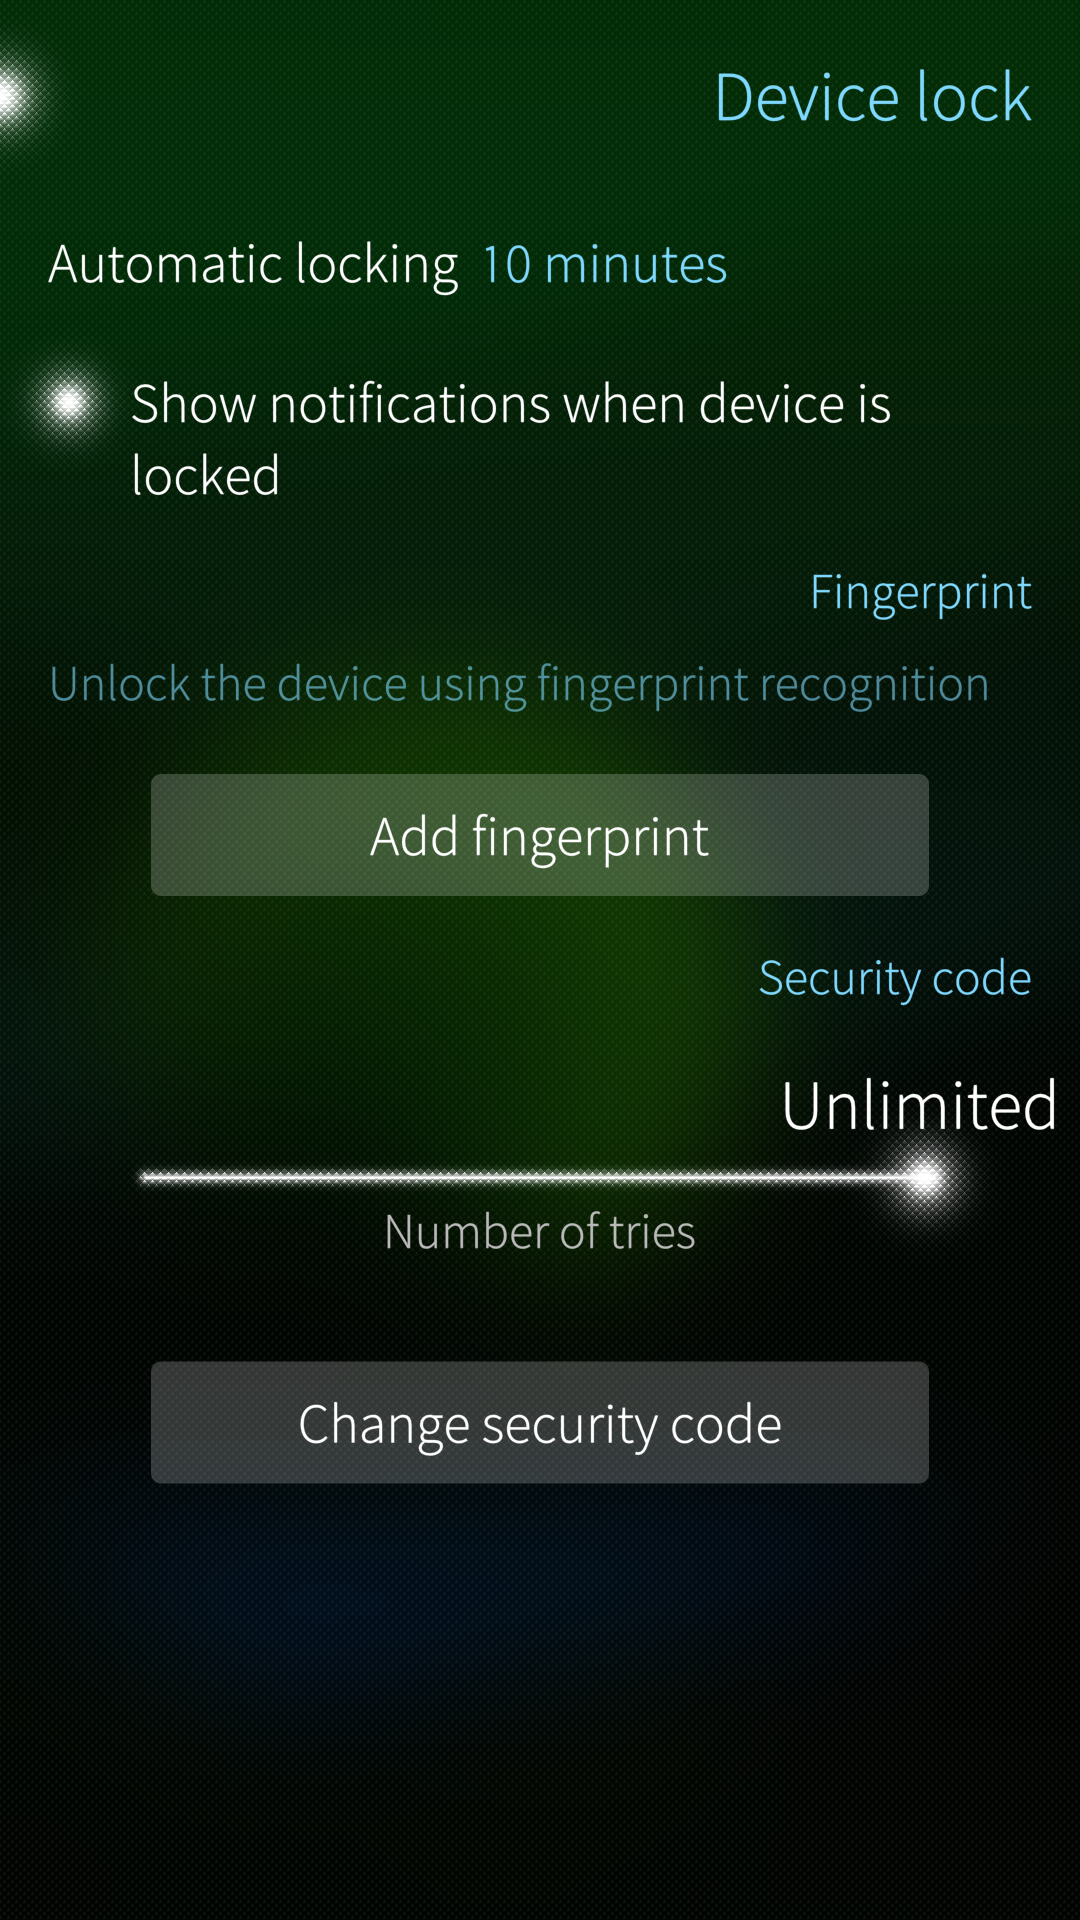 Device lock
Automatic locking 10 minutes
Show notifications when device is
locked
Fingerprint
Unlock the device using fingerprint recognition
Add fingerprint
Security code
Unlimited
Number of tries
Change security code